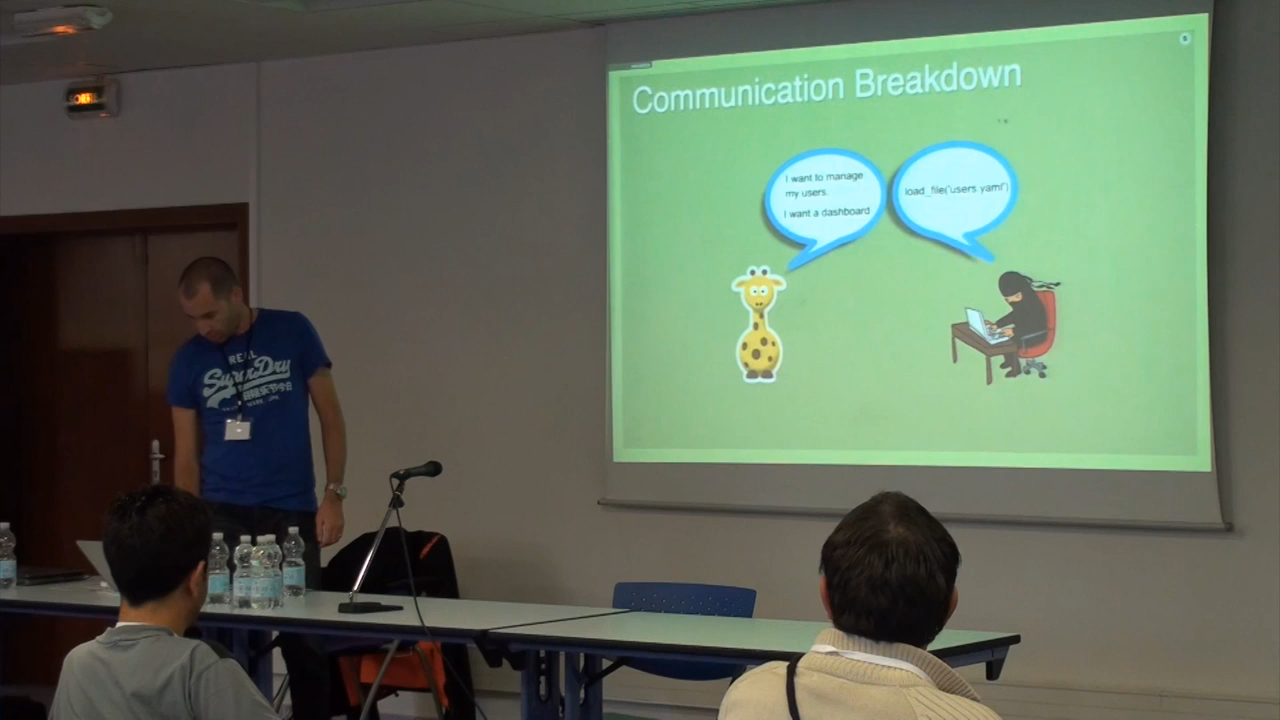 Communication Breakdown
I want to manage
my users.
I want a dashboard
load_file('users.yaml')
REAL
SuperDry